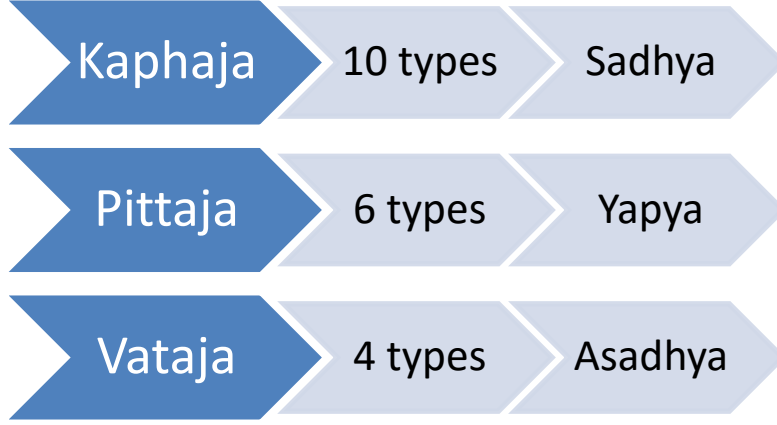 Kaphaja 10 types Sadhya
Pittaja 6 types Yapya
Vataja 4 types Asadhya